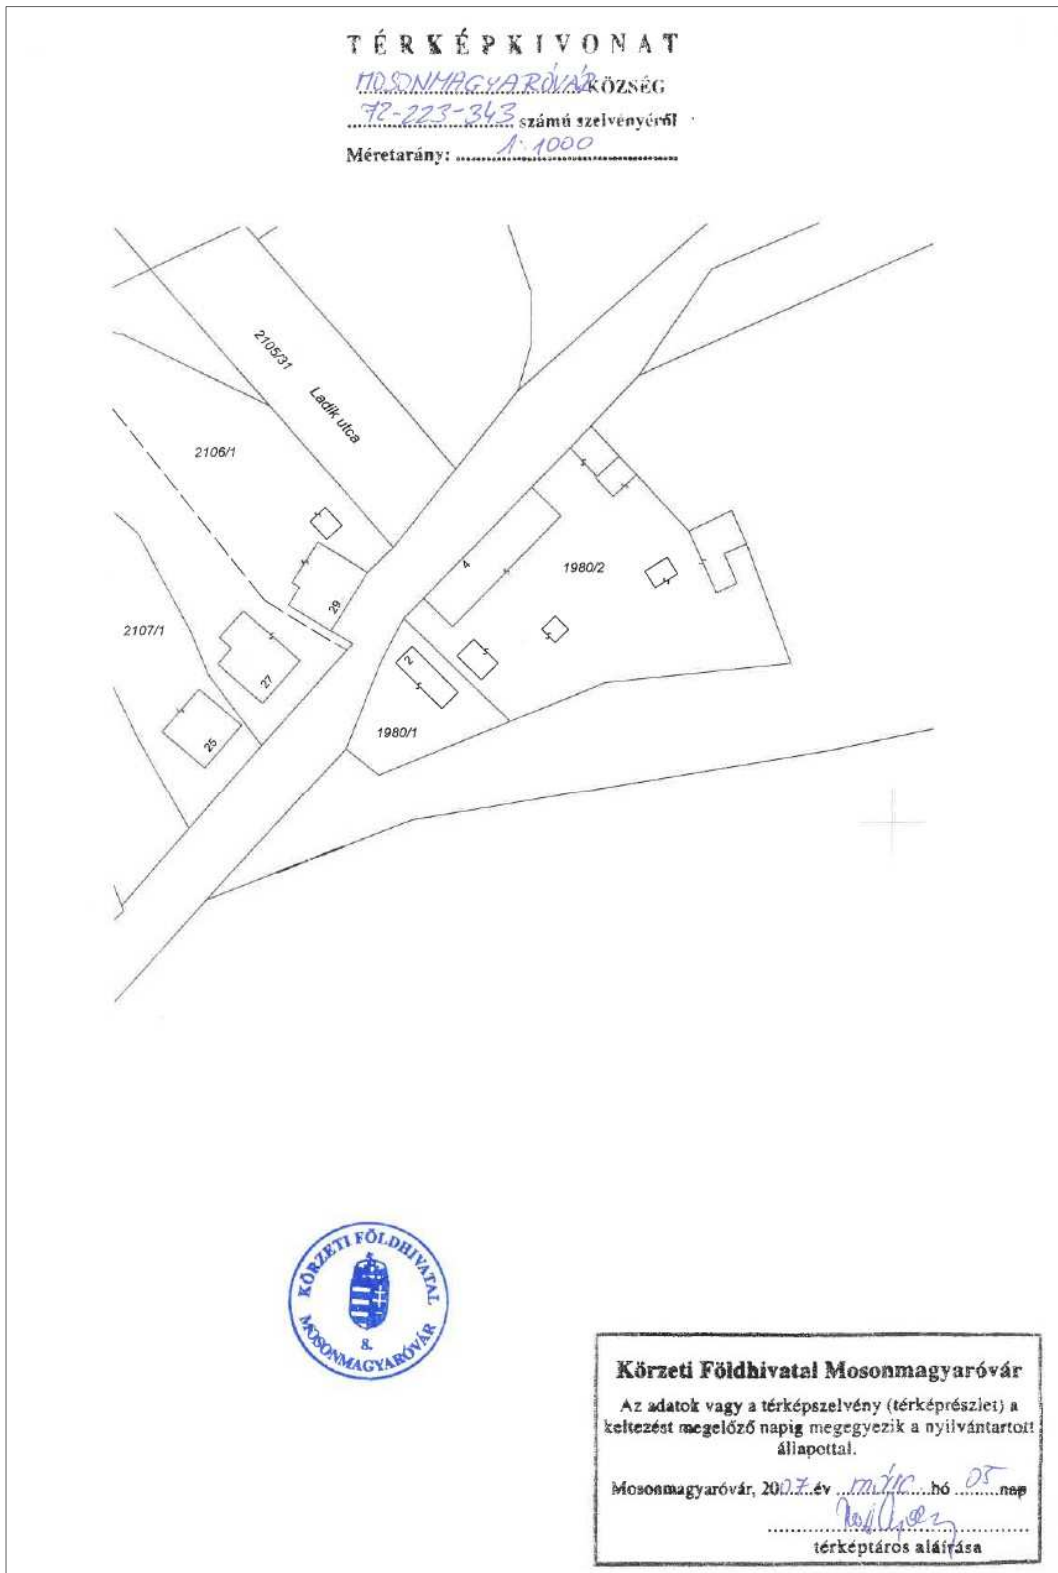 TÉRKÉPKIVONAT
MOSONMAGYARÓVÁR KÖZSÉG
72-223-343 számú szelvényéről
Méretarány: 1:1000
2105/31
Ladik utca
2106/1
4
1980/2
29
2107/1
2
27
1980/1
25
KÖRZETI FÖLDHIVATAL
8.
MOSONMAGYARÓVÁR
Körzeti Földhivatal Mosonmagyaróvár
Az adatok vagy a térképszelvény (térképrészlet) a
keltezést megelőző napig megegyezik a nyilvántartott
állapottal.
Mosonmagyaróvár, 2007 év márc. hó 05 nap
térképtáros aláírása